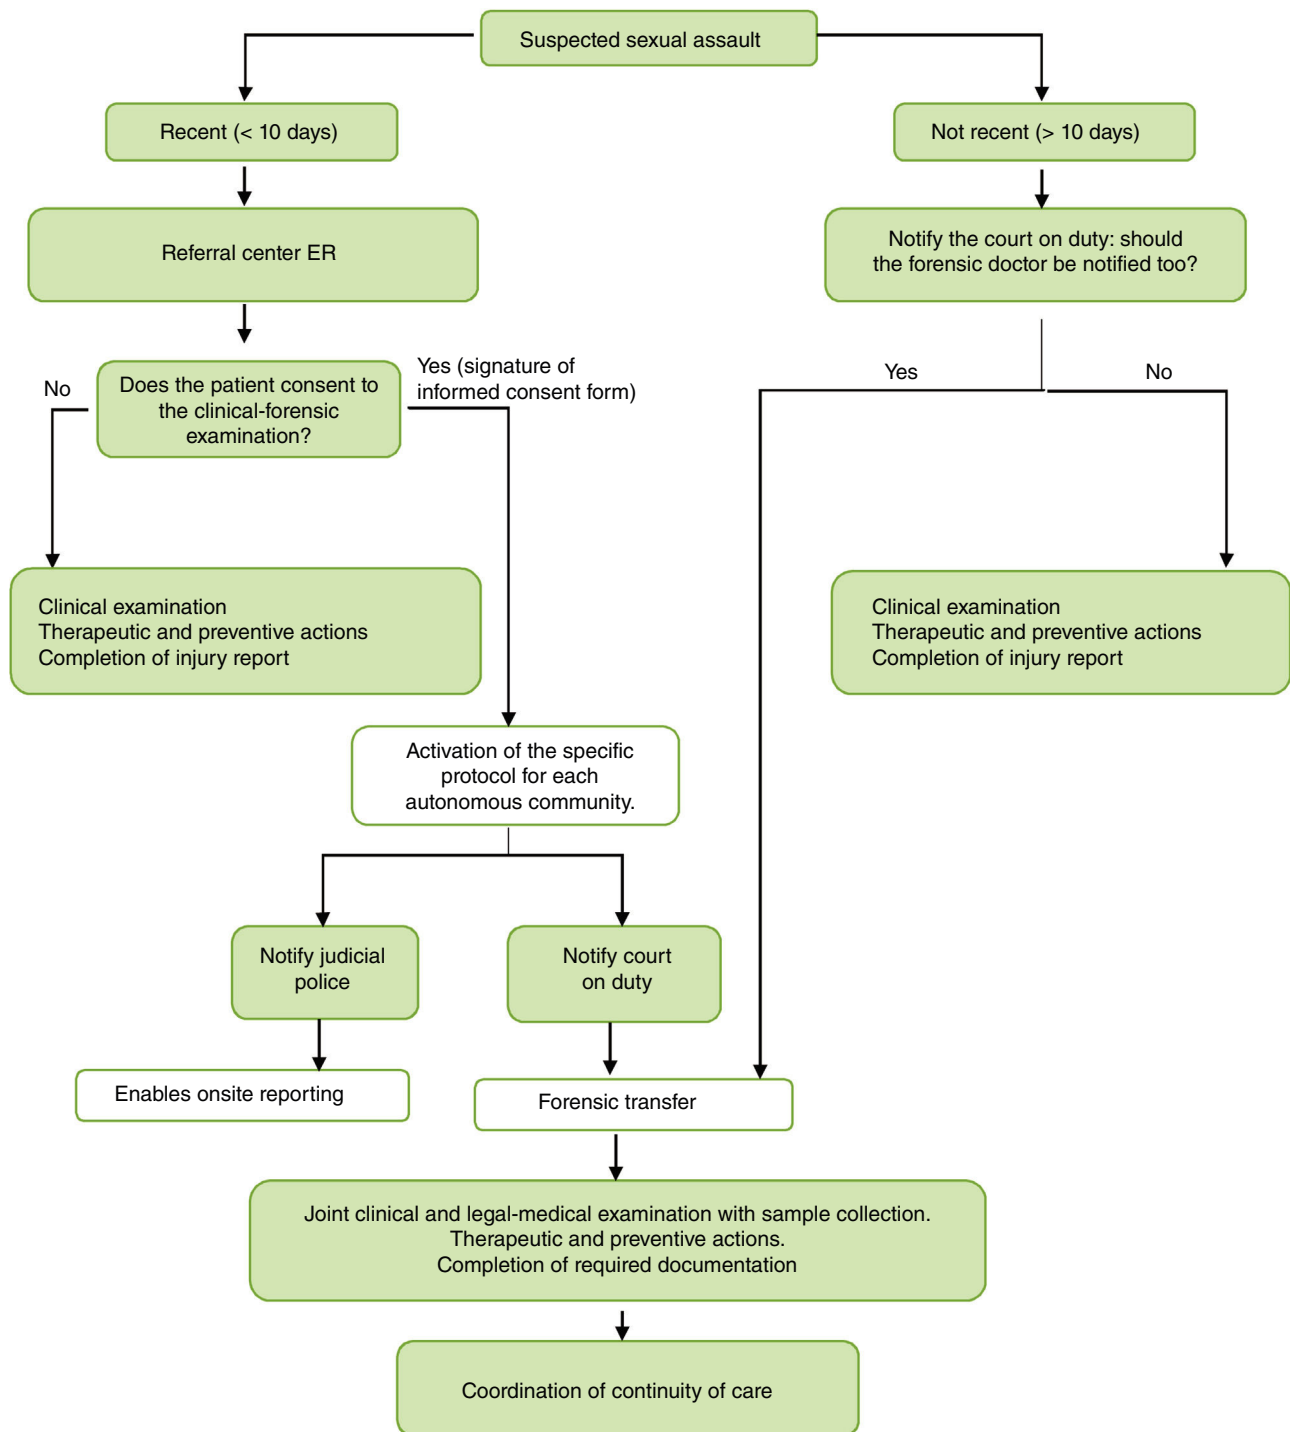 Suspected sexual assault
Recent (< 10 days)
Not recent (> 10 days)
Referral center ER
Notify the court on duty: should
the forensic doctor be notified too?
No
Does the patient consent to
the clinical-forensic
examination?
Yes (signature of
informed consent form)
Yes
No
Clinical examination
Therapeutic and preventive actions
Completion of injury report
Clinical examination
Therapeutic and preventive actions
Completion of injury report
Activation of the specific
protocol for each
autonomous community.
Notify judicial
police
Notify court
on duty
Enables onsite reporting
Forensic transfer
Joint clinical and legal-medical examination with sample collection.
Therapeutic and preventive actions.
Completion of required documentation
Coordination of continuity of care